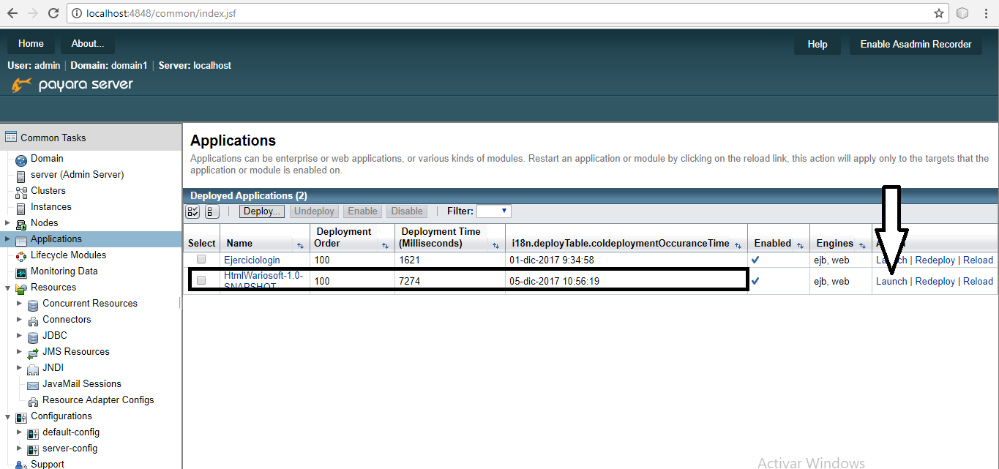 localhost:4848/common/index.jsf
Home About... Help Enable Asadmin Recorder
User: admin Domain: domain1 Server: localhost
payara server
Common Tasks
Domain
server (Admin Server)
Clusters
Instances
Nodes
Applications
Lifecycle Modules
Monitoring Data
Resources
Concurrent Resources
Connectors
JDBC
JMS Resources
JNDI
JavaMail Sessions
Resource Adapter Configs
Configurations
default-config
server-config
Support
Applications
Applications can be enterprise or web applications, or various kinds of modules. Restart an application or module by clicking on the reload link, this action will apply only to the targets that the
application or module is enabled on.
Deployed Applications (2)
Deploy... Undeploy Enable Disable Filter:
Select Name Deployment Order Deployment Time (Milliseconds) i18n.deployTable.coldeploymentOccuranceTime Enabled Engines
Ejerciciologin 100 1621 01-dic-2017 9:34:58 ejb, web Launch | Redeploy | Reload
HtmlWariosoft-1.0-SNAPSHOT 100 7274 05-dic-2017 10:56:19 ejb, web Launch | Redeploy | Reload
Activar Windows